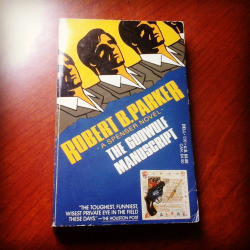 ROBERT B. PARKER
A SPENSER NOVEL
THE GODWULF
MANUSCRIPT
"THE TOUGHEST, FUNNIEST,
WISEST PRIVATE EYE IN THE FIELD
THESE DAYS." —THE HOUSTON POST